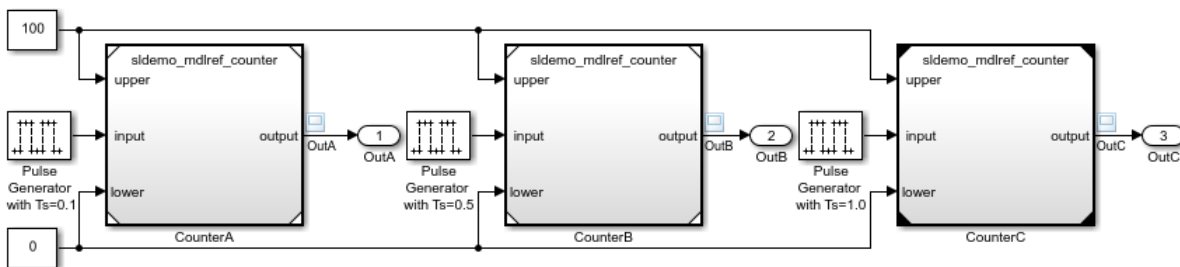 100
sldemo_mdlref_counter
upper
input
output
lower
CounterA
Pulse
Generator
with Ts=0.1
OutA
1
OutA
sldemo_mdlref_counter
upper
input
output
lower
CounterB
Pulse
Generator
with Ts=0.5
OutB
2
OutB
sldemo_mdlref_counter
upper
input
output
lower
CounterC
Pulse
Generator
with Ts=1.0
OutC
3
OutC
0